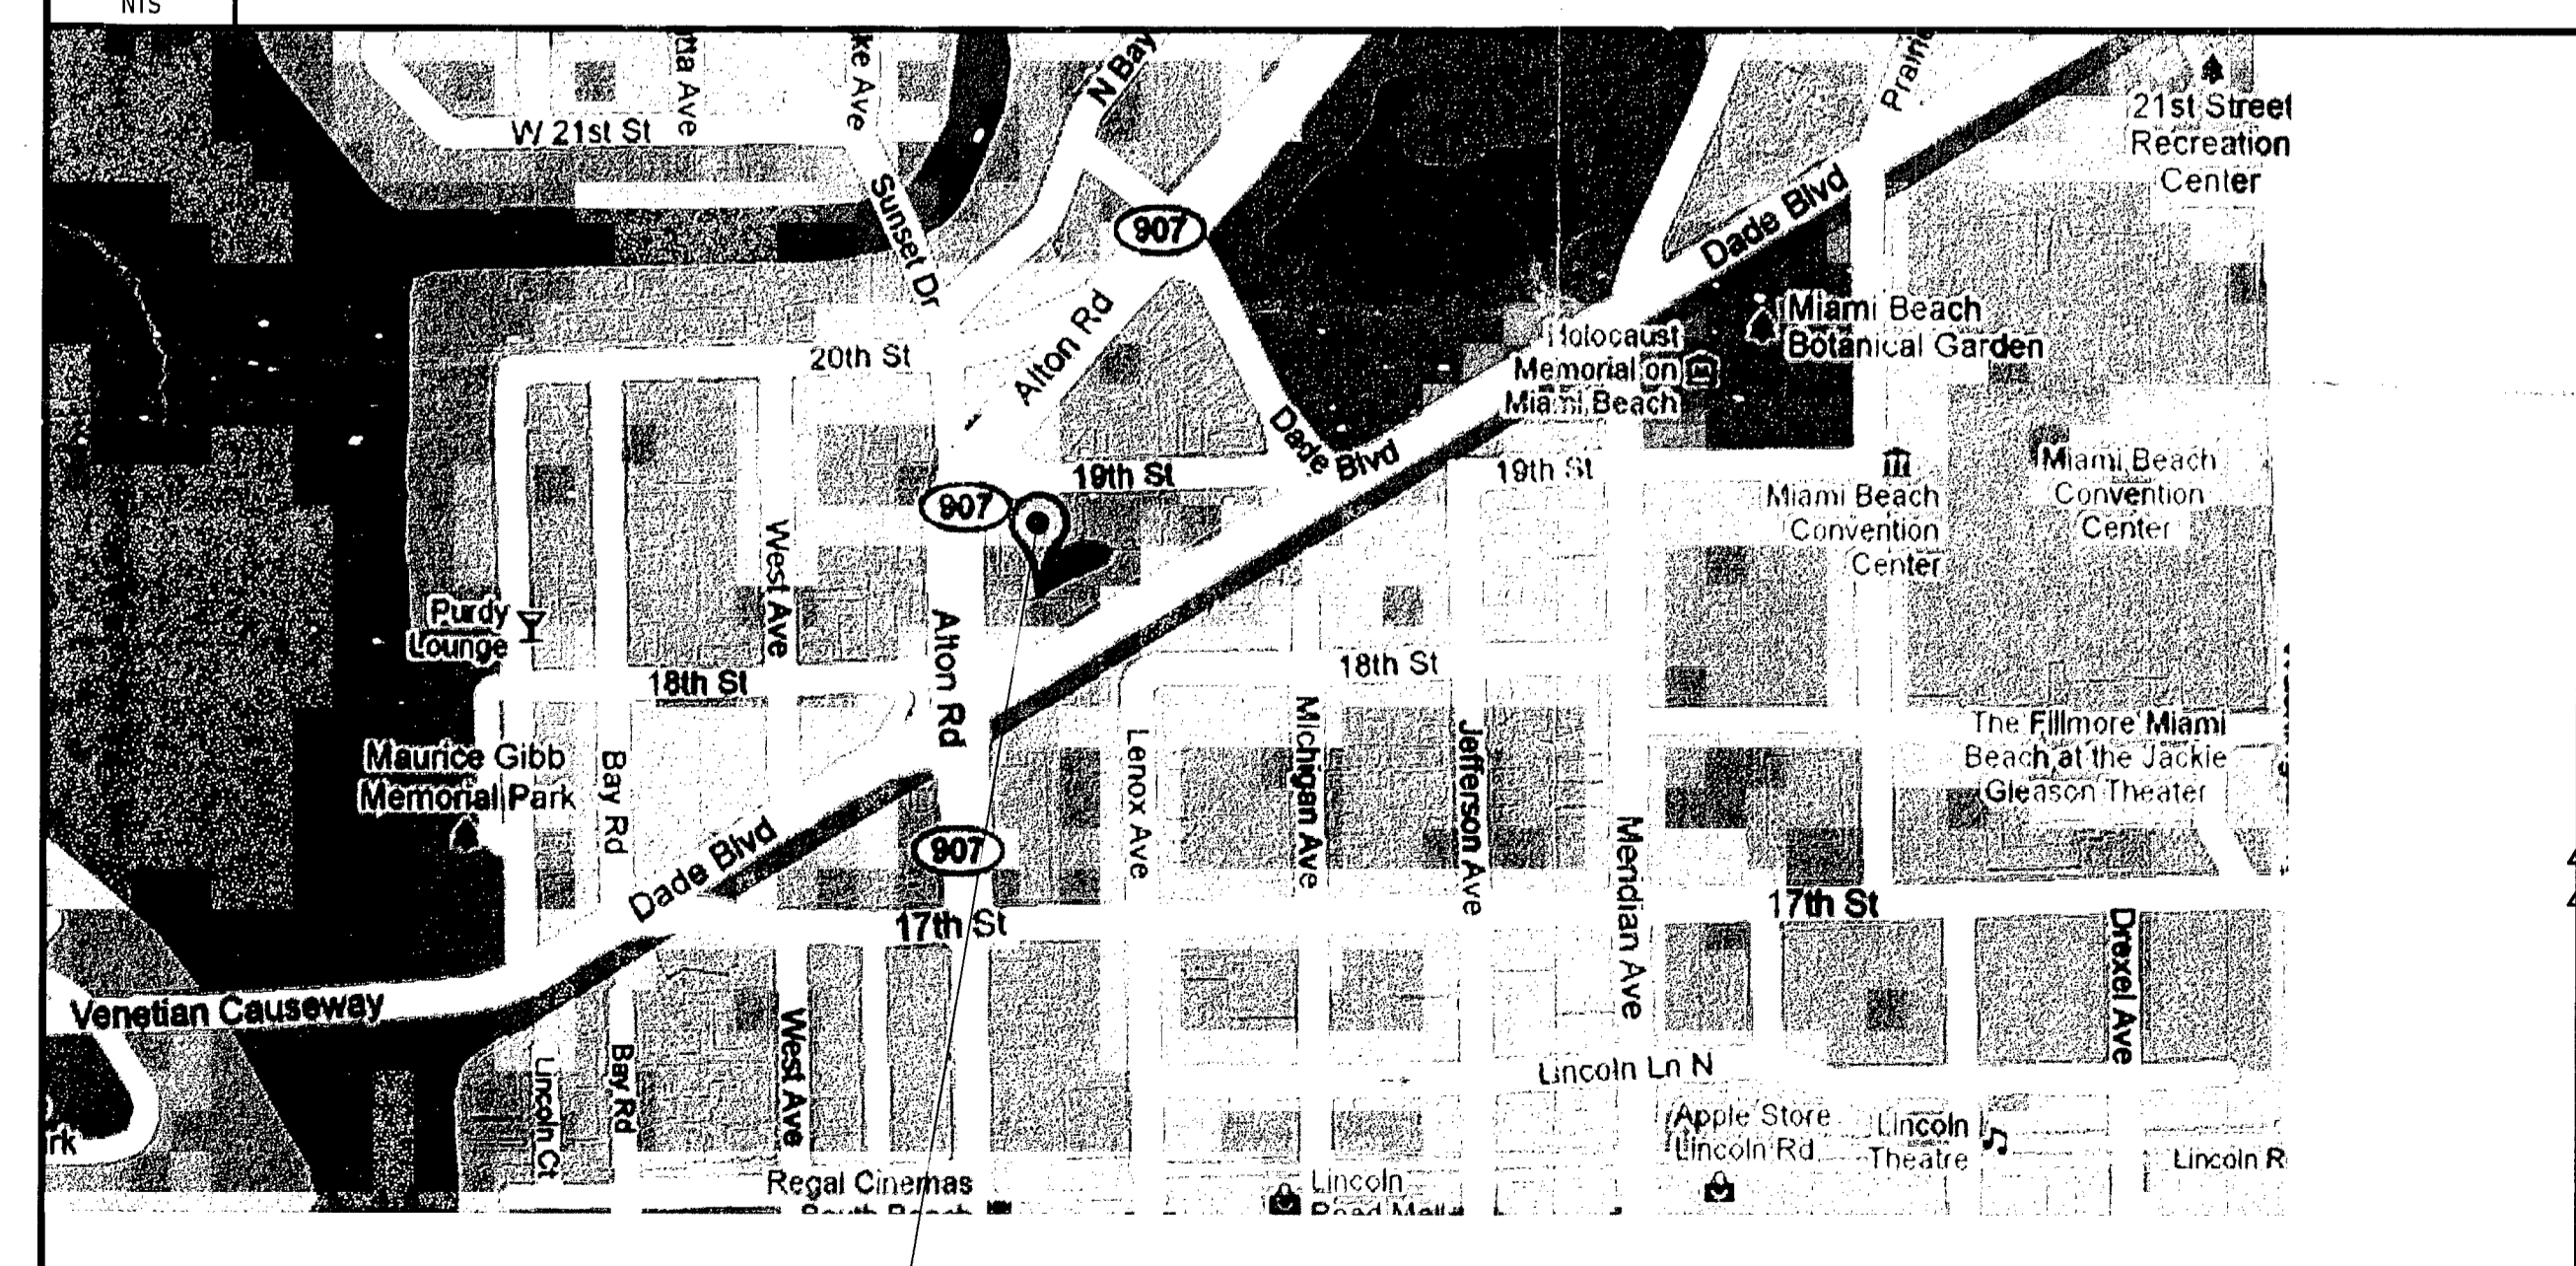 NTS
N Bay
21st Street
Recreation
Center
W 21st St
Sunset Dr
907
Dade Blvd
Miami Beach
Botanical Garden
Holocaust
Memorial on
Miami Beach
20th St
Alton Rd
Dade Blvd
19th St
19th St
907
Miami Beach
Convention
Center
Miami Beach
Convention
Center
West Ave
Purdy
Lounge
Alton Rd
18th St
18th St
Maurice Gibb
Memorial Park
Bay Rd
Lenox Ave
Michigan Ave
Jefferson Ave
Meridian Ave
The Fillmore Miami
Beach at the Jackie
Gleason Theater
Dade Blvd
907
17th St
17th St
Drexel Ave
Venetian Causeway
Lincoln Ct
Bay Rd
West Ave
Lincoln Ln N
Apple Store
Lincoln Rd
Lincoln
Theatre
Lincoln R
Regal Cinemas
South Beach
Lincoln
Road Mall